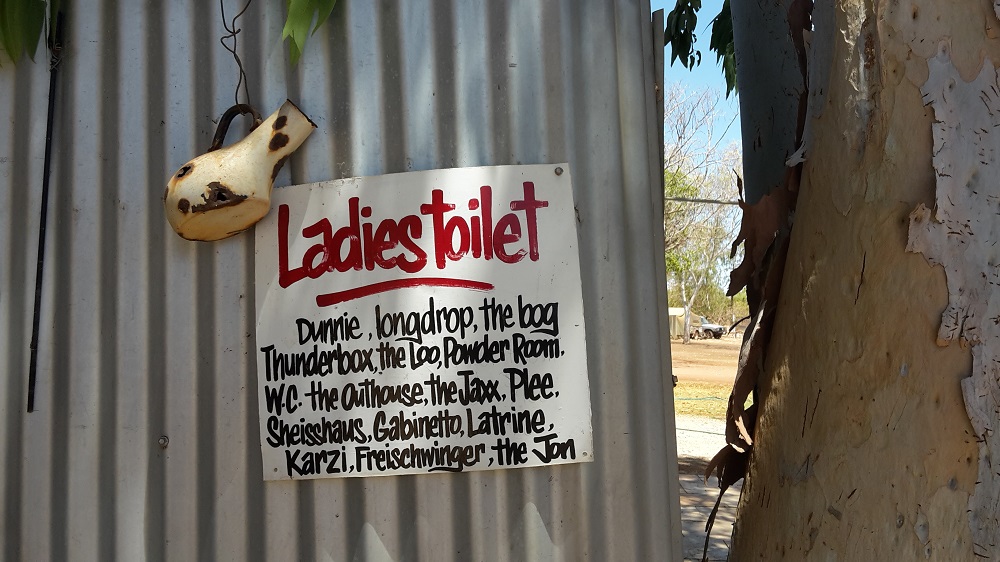 Ladies Toilet
Dunnie, longdrop, the bog
Thunderbox, the Loo, Powder Room.
W.C. the Outhouse, the Jaxx, Plee,
Sheisshaus, Gabinetto, Latrine,
Karzi, Freischwinger, the Jon